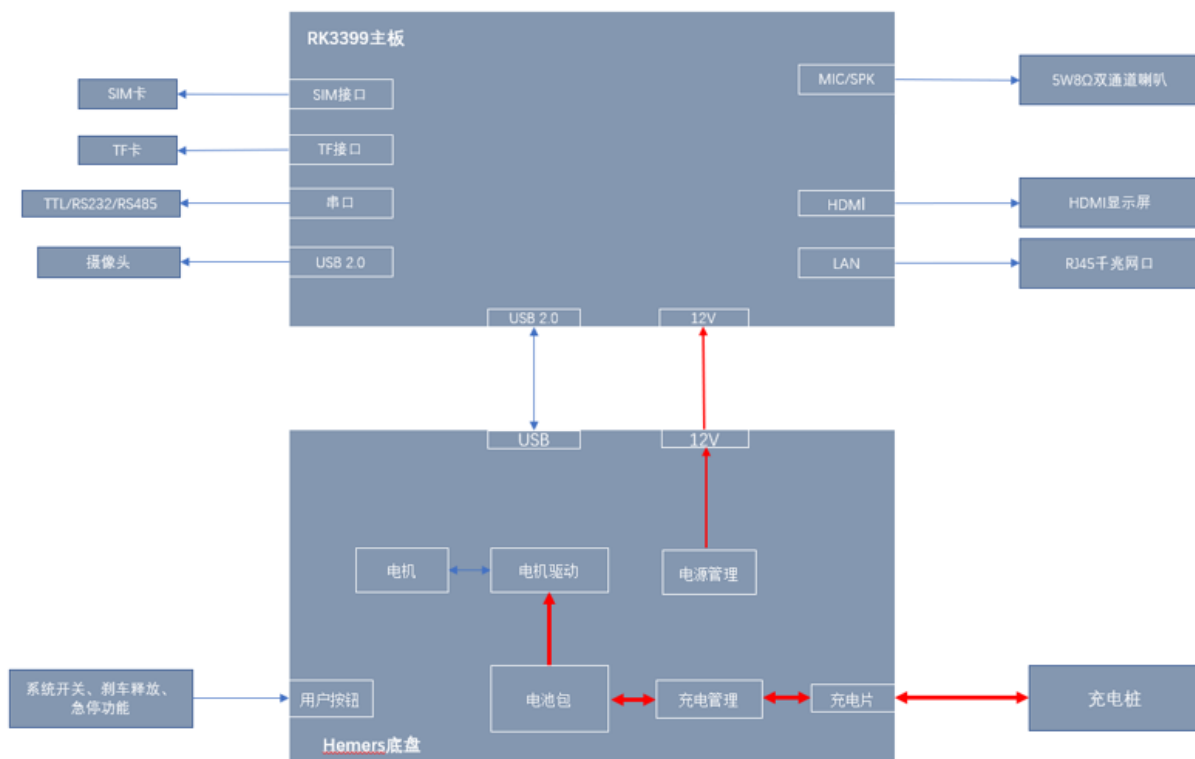 RK3399主板
MIC/SPK
5W8Ω双通道喇叭
SIM卡
SIM接口
TF卡
TF接口
TTL/RS232/RS485
串口
HDMI
HDMI显示屏
摄像头
USB 2.0
LAN
RJ45千兆网口
USB 2.0
12V
USB
12V
电机
电机驱动
电源管理
系统开关、刹车释放、
急停功能
用户按钮
电池包
充电管理
充电片
充电桩
Hemers底盘